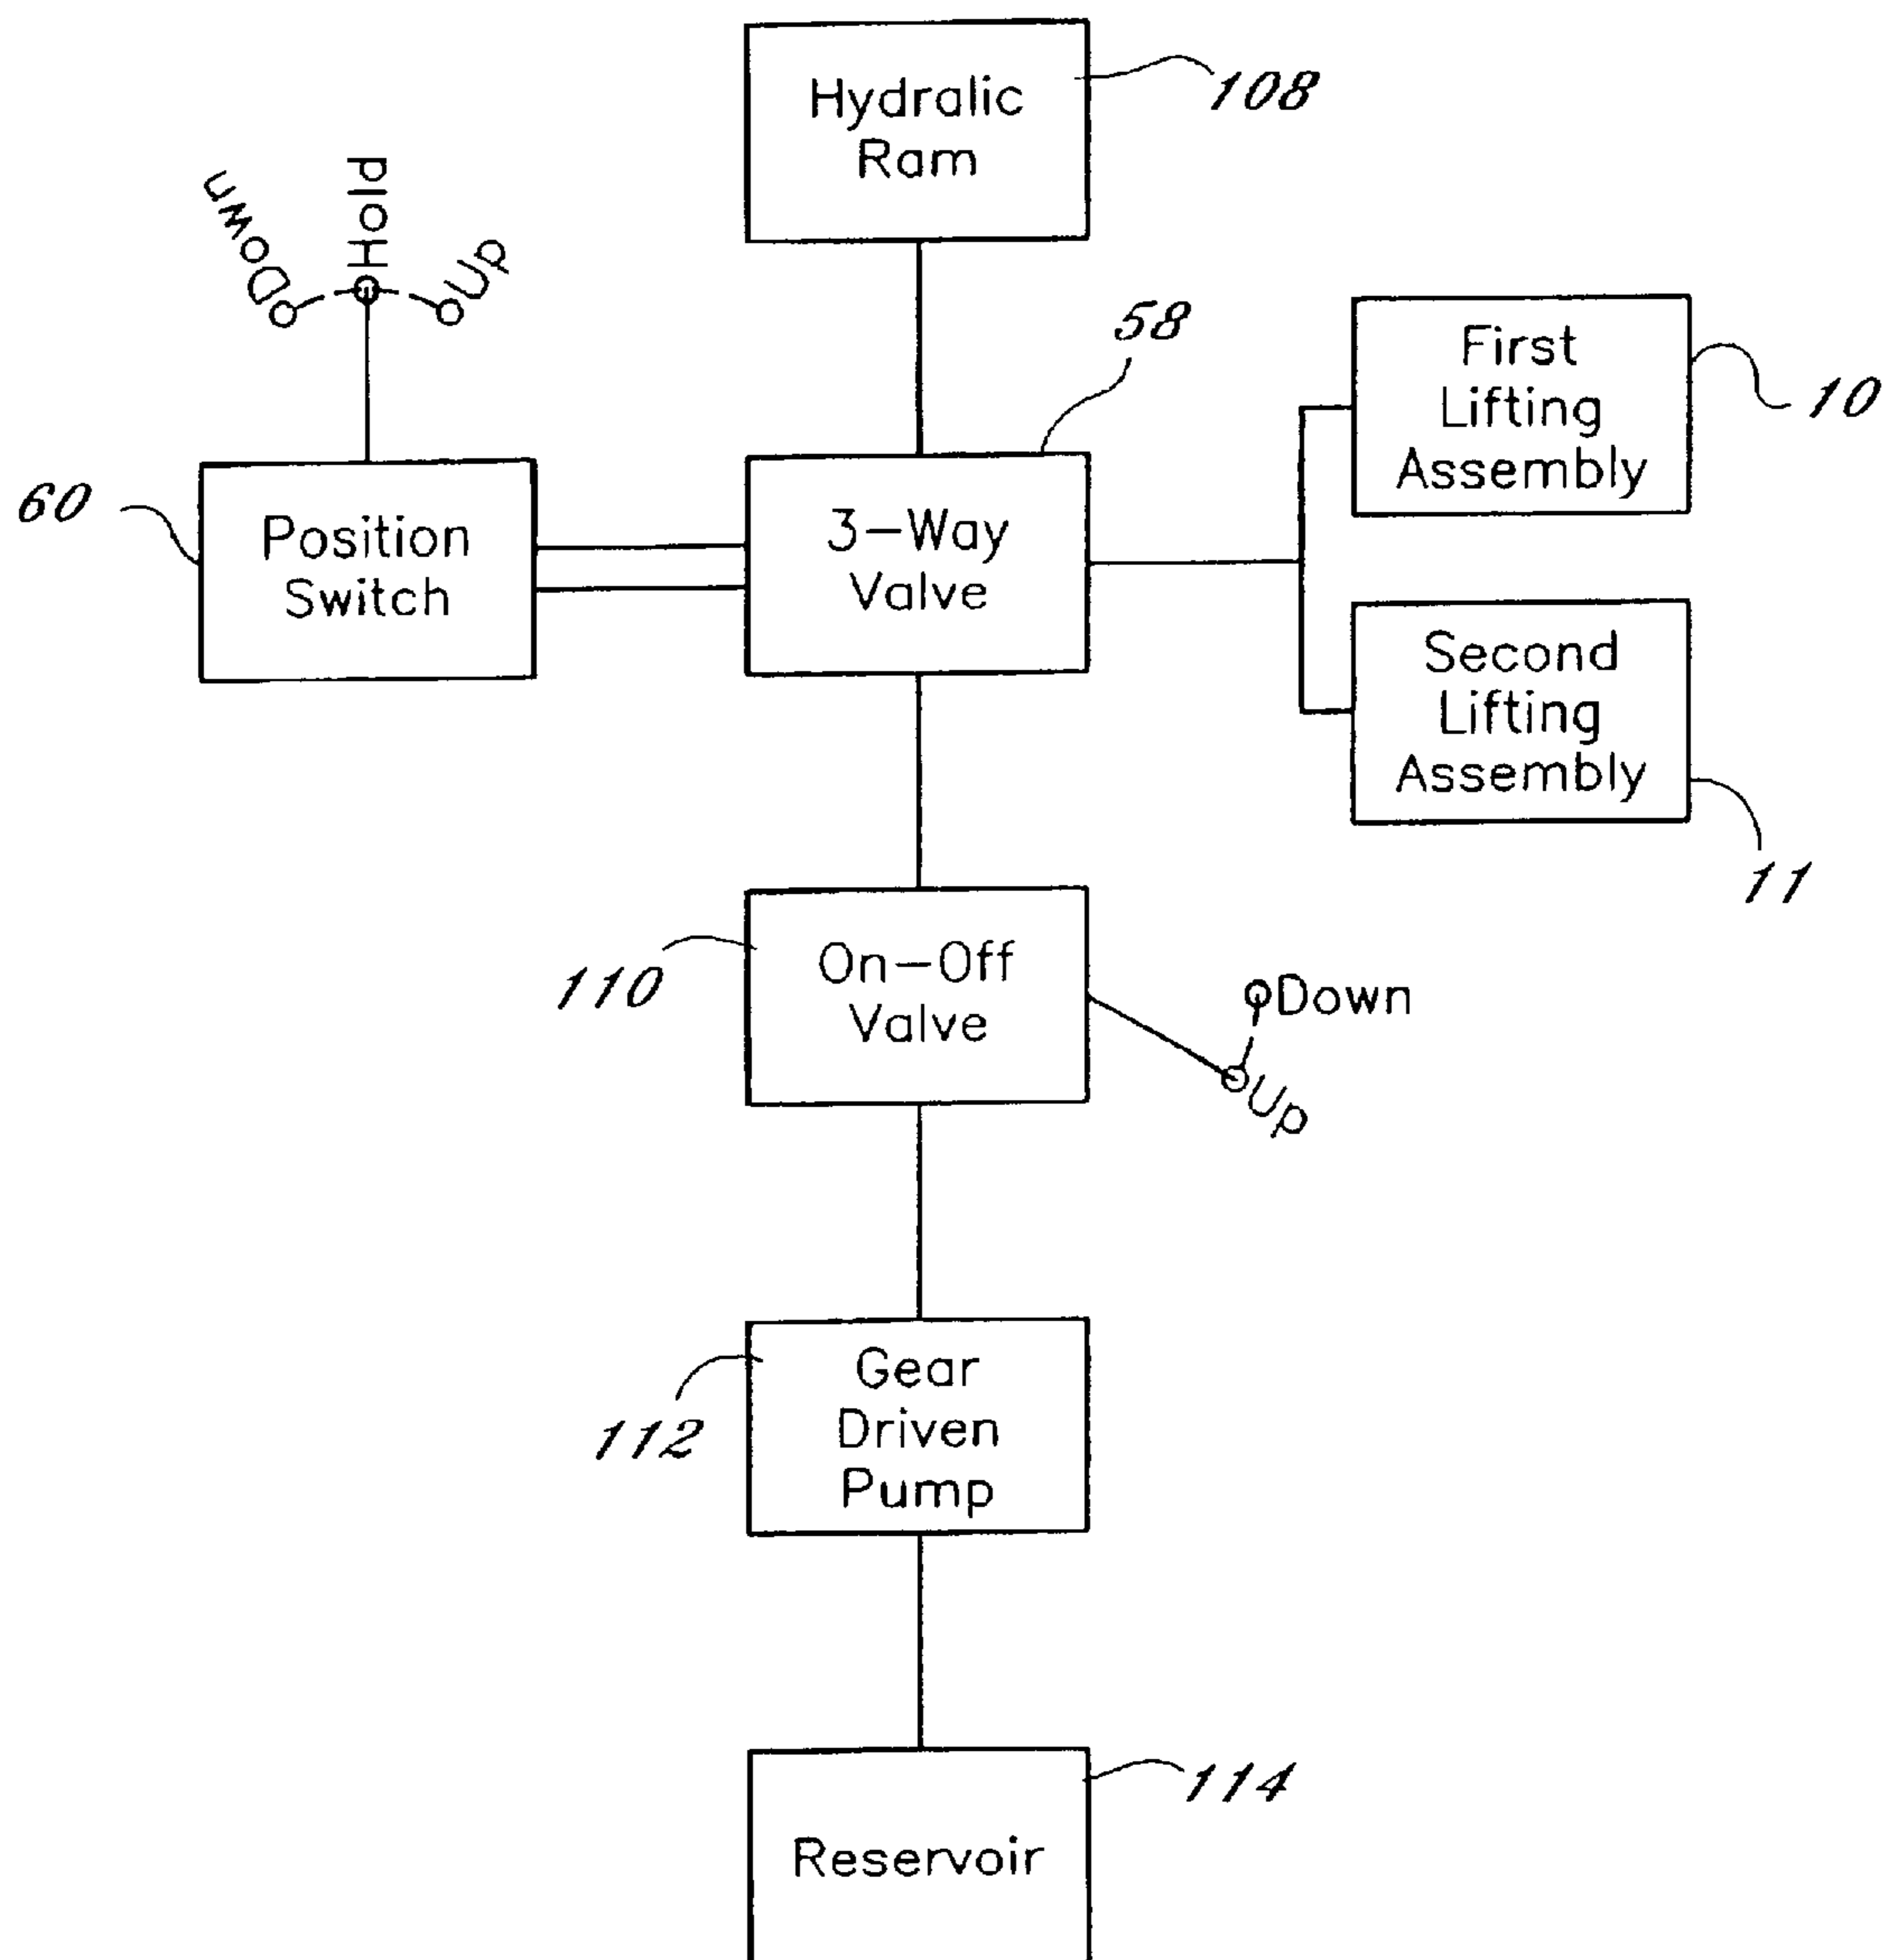 Hydralic
Ram
108
Down
Hold
Up
58
First
Lifting
Assembly
10
60
Position
Switch
3-Way
Valve
Second
Lifting
Assembly
11
On-Off
Valve
110
Down
Up
Gear
Driven
Pump
112
114
Reservoir